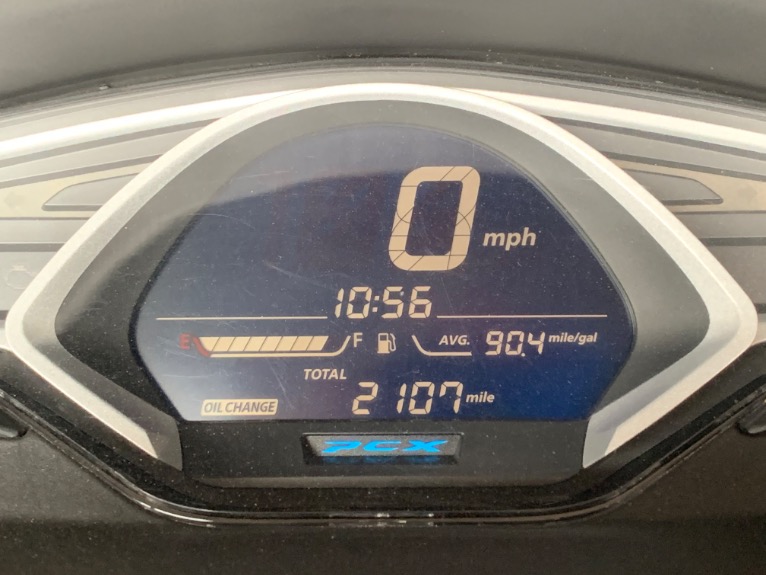 0 mph
10:56
E F AVG. 90.4 mile/gal
TOTAL
2107 mile
OIL CHANGE
PCX